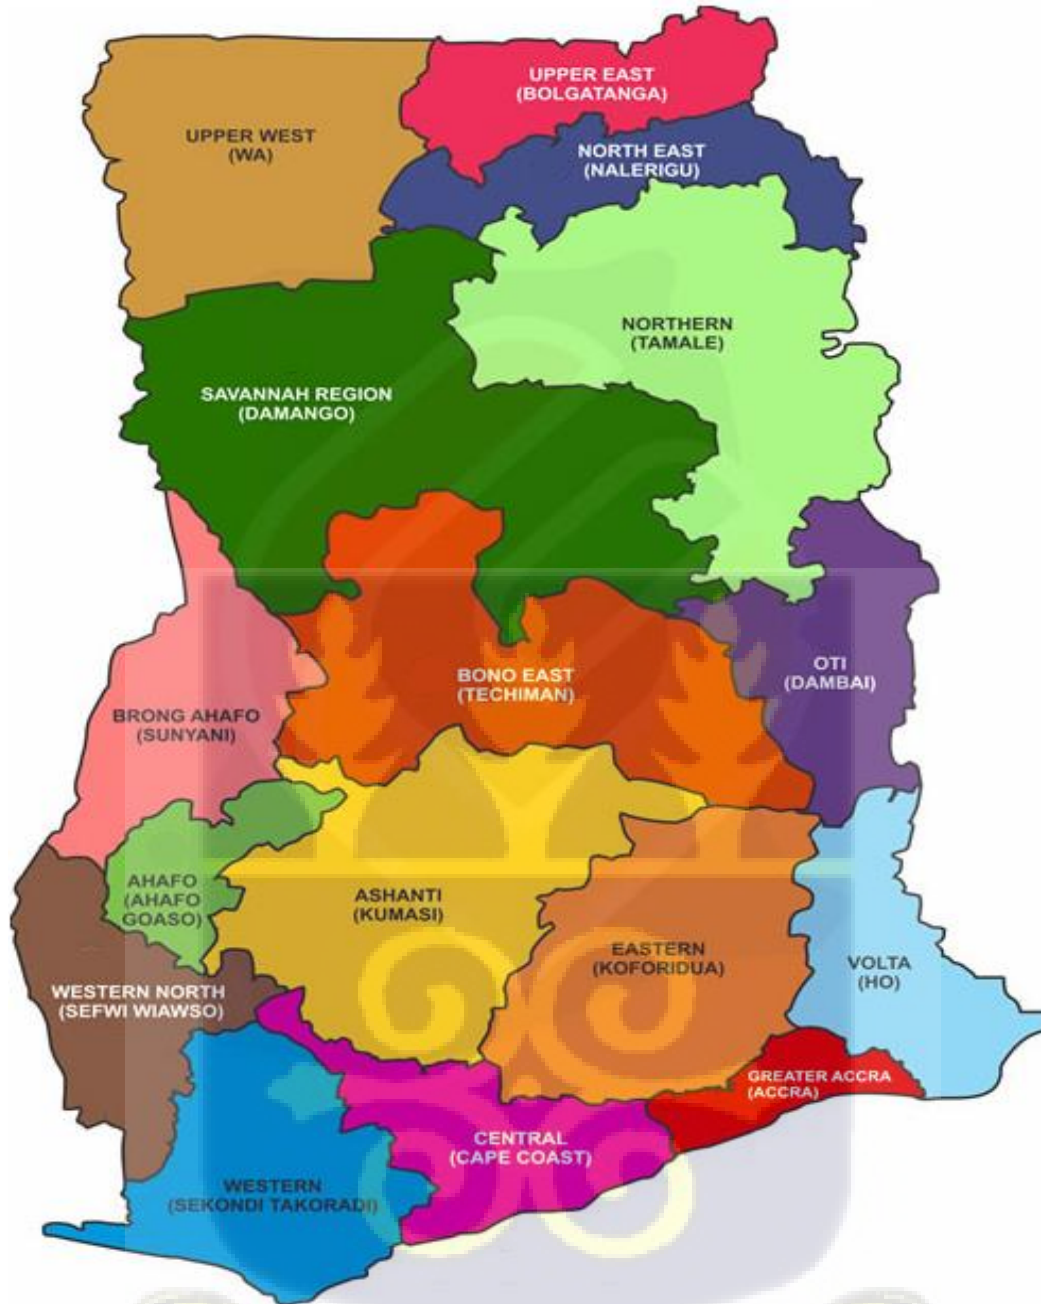 UPPER EAST
(BOLGATANGA)
UPPER WEST
(WA)
NORTH EAST
(NALERIGU)
NORTHERN
(TAMALE)
SAVANNAH REGION
(DAMANGO)
OTI
(DAMBAI)
BONO EAST
(TECHIMAN)
BRONG AHAFO
(SUNYANI)
AHAFO
(AHAFO
GOASO)
ASHANTI
(KUMASI)
EASTERN
(KOFORIDUA)
VOLTA
(HO)
WESTERN NORTH
(SEFWI WIAWSO)
GREATER ACCRA
(ACCRA)
CENTRAL
(CAPE COAST)
WESTERN
(SEKONDI TAKORADI)